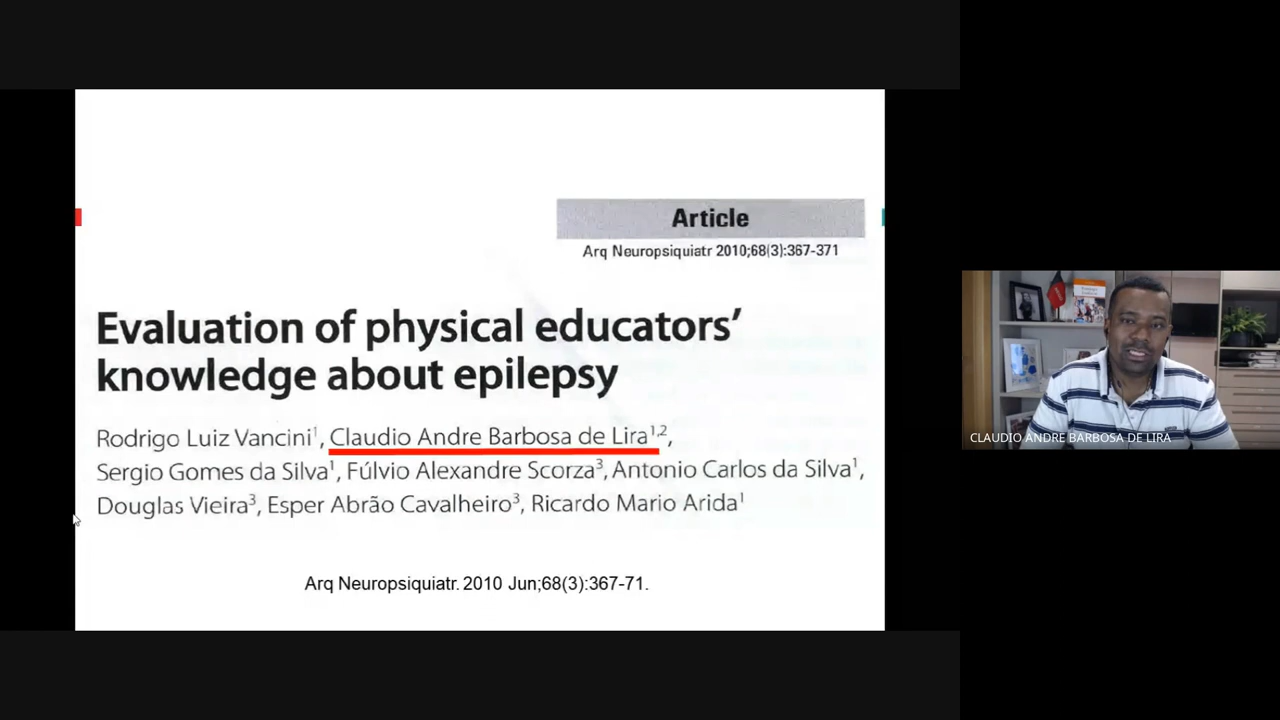 Article
Arq Neuropsiquiatr 2010;68(3):367-371
Evaluation of physical educators’
knowledge about epilepsy
Rodrigo Luiz Vancini¹, Claudio Andre Barbosa de Lira¹,²,
Sergio Gomes da Silva¹, Fúlvio Alexandre Scorza³, Antonio Carlos da Silva¹,
Douglas Vieira³, Esper Abrão Cavalheiro³, Ricardo Mario Arida¹
Arq Neuropsiquiatr. 2010 Jun;68(3):367-71.
CLAUDIO ANDRE BARBOSA DE LIRA